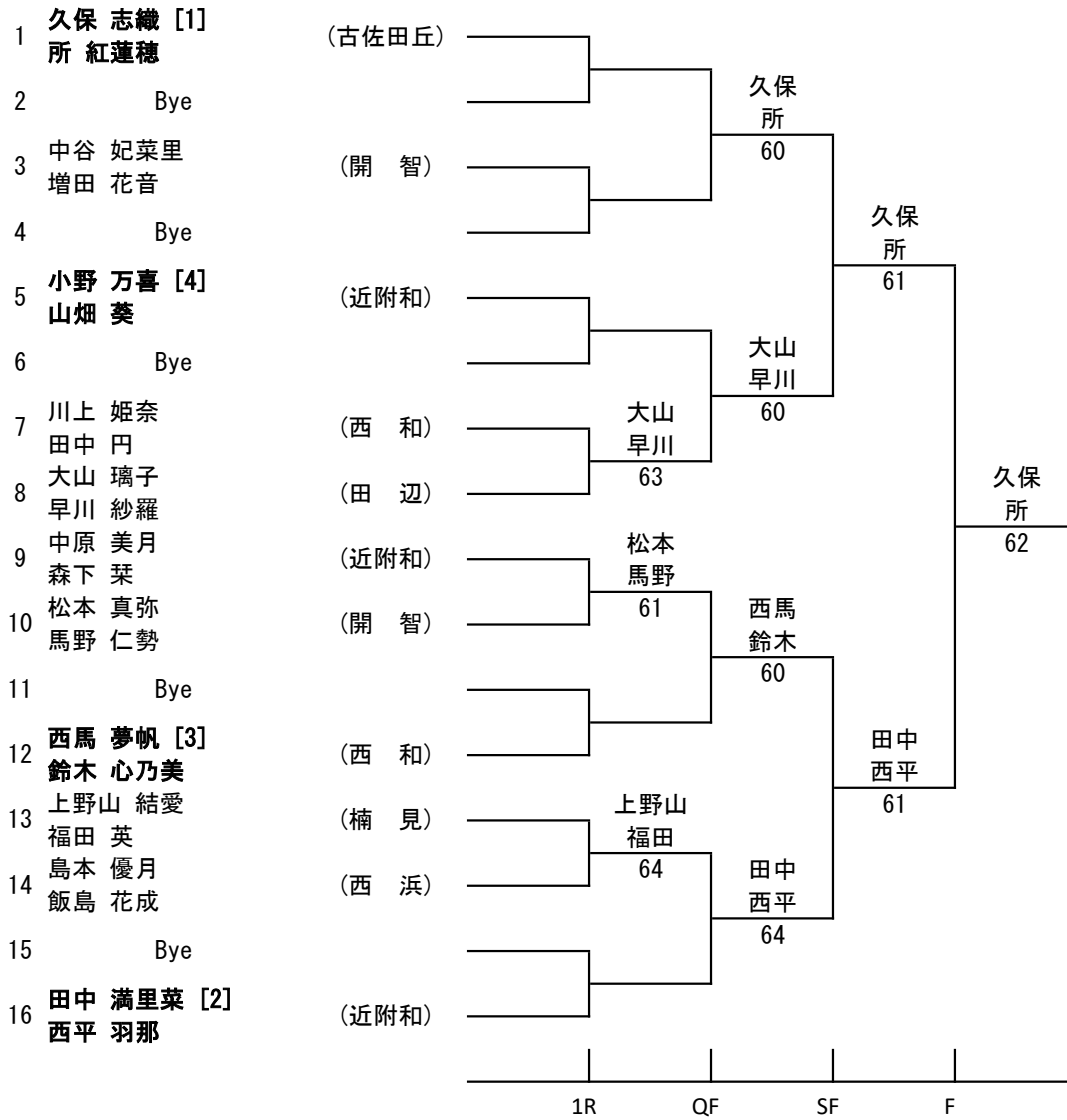 1 久保 志織 [1] (古佐田丘)
所 紅蓮穂
2 Bye
久保
所
60
3 中谷 妃菜里 (開 智)
増田 花音
4 Bye
久保
所
61
5 小野 万喜 [4] (近附和)
山畑 葵
6 Bye
大山
早川
60
7 川上 姫奈 (西 和)
田中 円
大山
早川
63
8 大山 璃子 (田 辺)
早川 紗羅
久保
所
62
9 中原 美月 (近附和)
森下 栞
松本
馬野
61
10 松本 真弥 (開 智)
馬野 仁勢
西馬
鈴木
60
11 Bye
12 西馬 夢帆 [3] (西 和)
鈴木 心乃美
田中
西平
61
13 上野山 結愛 (楠 見)
福田 英
上野山
福田
64
14 島本 優月 (西 浜)
飯島 花成
田中
西平
64
15 Bye
16 田中 満里菜 [2] (近附和)
西平 羽那
1R QF SF F